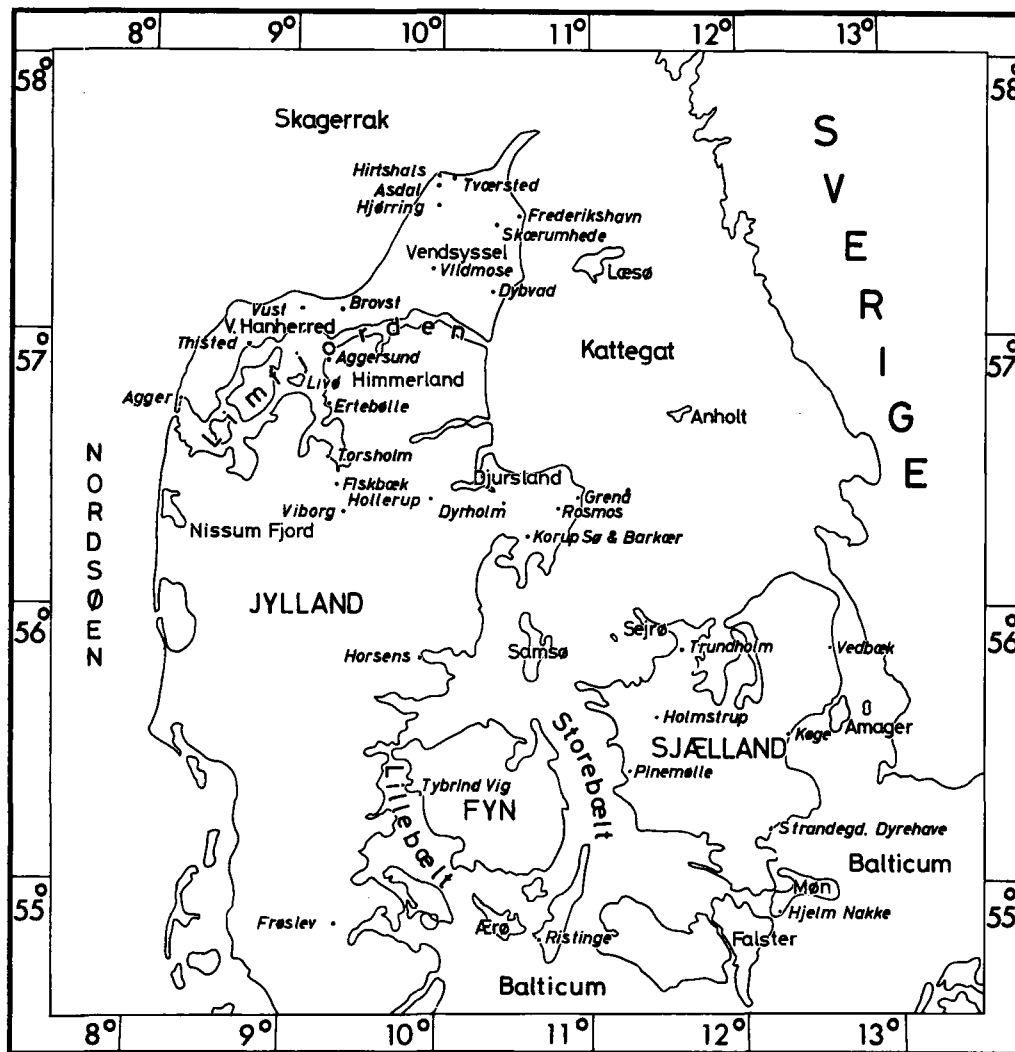 8° 9° 10° 11° 12° 13°
58° 58°
Skagerrak
SVERIGE
Hirtshals
Tværsted
Asdal
Hjørring
Frederikshavn
Skærumhede
Vendsyssel
Vildmose
Læsø
Dybvad
Vust
Brovst
57° 57°
V. Hanherred
Limfjorden
Thisted
Kattegat
Aggersund
Livø
Himmerland
Agger
Ertebølle
Anholt
NORDSØEN
Torsholm
Djursland
Fiskbæk
Hollerup
Grenå
Viborg
Dyrholm
Rosmos
Nissum Fjord
Korup Sø & Barkær
56° 56°
JYLLAND
Sejrø
Samsø
Trundholm
Vedbæk
Horsens
Holmstrup
Amager
Storebælt
SJÆLLAND
Køge
Lillebælt
Pinemølle
Tybrind Vig
FYN
Strandegd. Dyrehave
Balticum
55° 55°
Møn
Hjelm Nakke
Frøslev
Ærø
Ristinge
Falster
Balticum
8° 9° 10° 11° 12° 13°